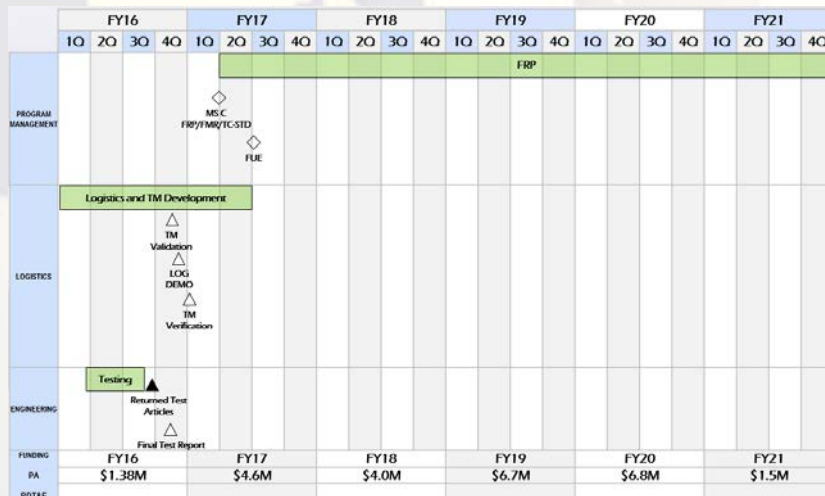 FY16 FY17 FY18 FY19 FY20 FY21
1Q 2Q 3Q 4Q 1Q 2Q 3Q 4Q 1Q 2Q 3Q 4Q 1Q 2Q 3Q 4Q 1Q 2Q 3Q 4Q 1Q 2Q 3Q 4Q
FRP
PROGRAM
MANAGEMENT
MS C
FRP/FMR/TC-STD
FUE
Logistics and TM Development
TM
Validation
LOGISTICS
LOG
DEMO
TM
Verification
Testing
Returned Test
Articles
ENGINEERING
Final Test Report
FUNDING FY16 FY17 FY18 FY19 FY20 FY21
PA $1.38M $4.6M $4.0M $6.7M $6.8M $1.5M